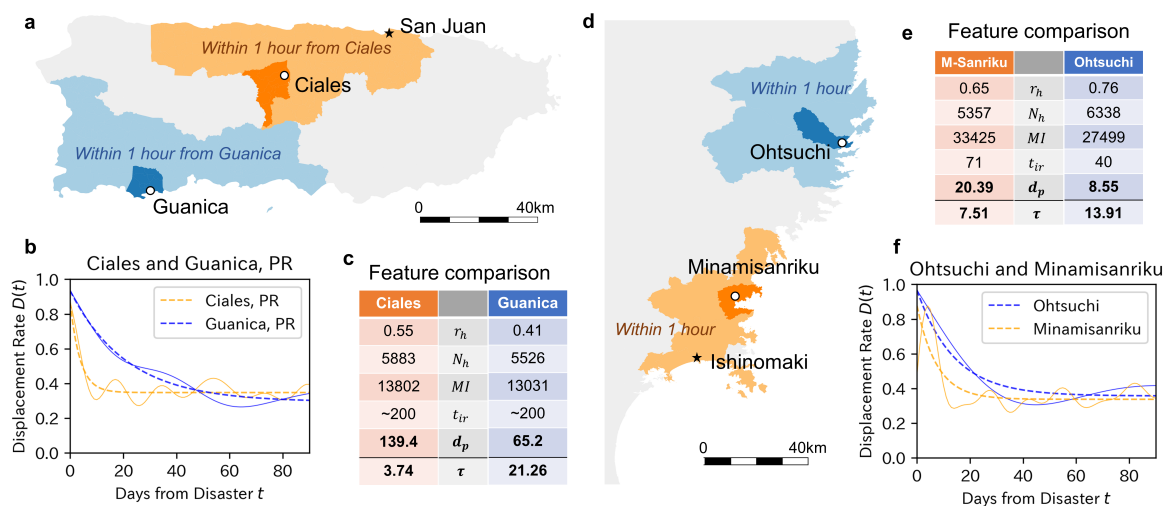 a
San Juan
Within 1 hour from Ciales
Ciales
Within 1 hour from Guanica
Guanica
0 40km
b
Ciales and Guanica, PR
Displacement Rate D(t)
1.0
0.8
0.6
0.4
0.2
0.0
Ciales, PR
Guanica, PR
0 20 40 60 80
Days from Disaster t
c
Feature comparison
Ciales Guanica
0.55 r_h 0.41
5883 N_h 5526
13802 MI 13031
~200 t_ir ~200
139.4 d_p 65.2
3.74 τ 21.26
d
Within 1 hour
Ohtsuchi
Minamisanriku
Within 1 hour
Ishinomaki
0 40km
e
Feature comparison
M-Sanriku Ohtsuchi
0.65 r_h 0.76
5357 N_h 6338
33425 MI 27499
71 t_ir 40
20.39 d_p 8.55
7.51 τ 13.91
f
Ohtsuchi and Minamisanriku
Displacement Rate D(t)
1.0
0.8
0.6
0.4
0.2
0.0
Ohtsuchi
Minamisanriku
0 20 40 60 80
Days from Disaster t